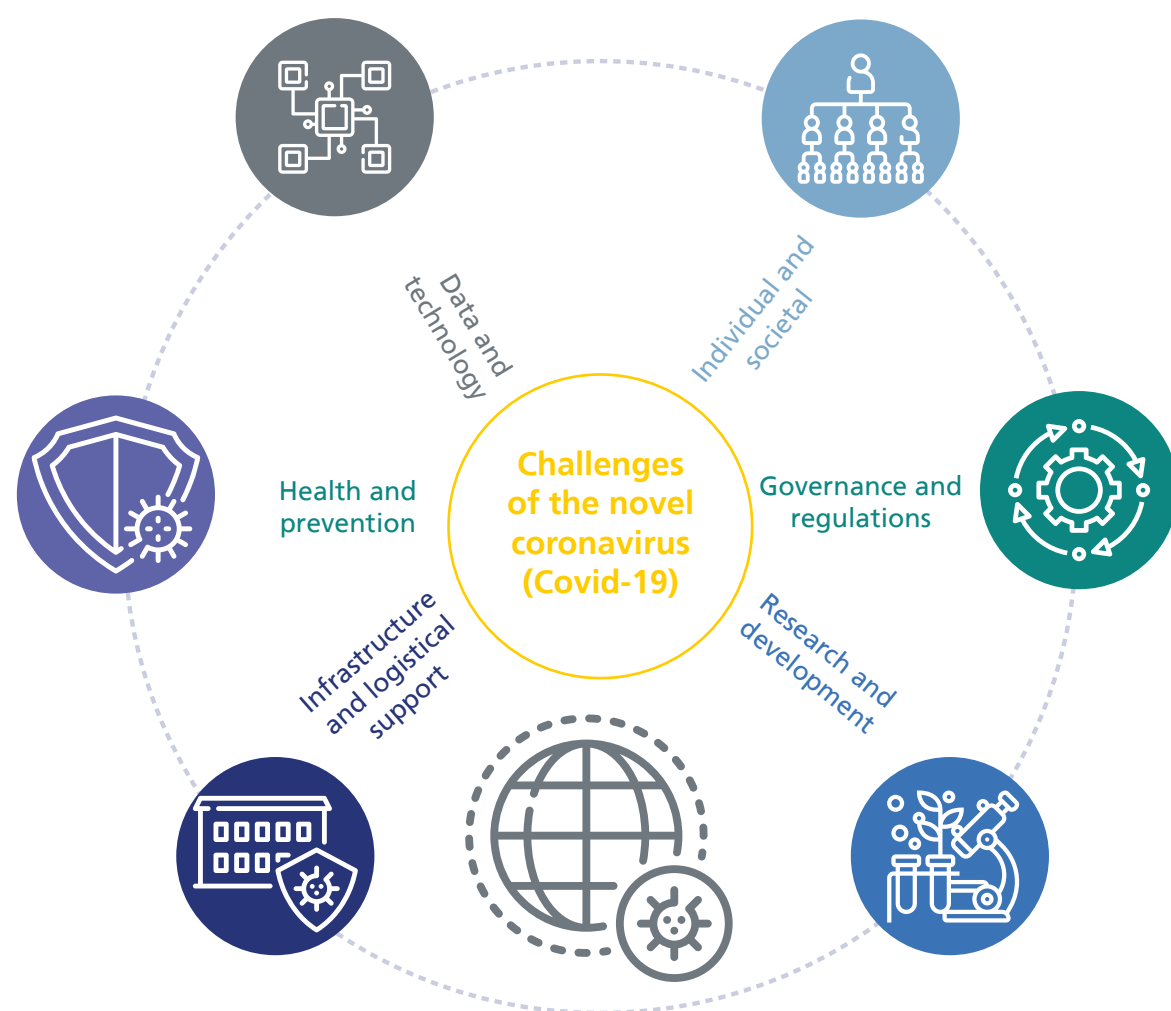 Data and
technology
Individual and
societal
Challenges
of the novel
coronavirus
(Covid-19)
Health and
prevention
Governance and
regulations
Infrastructure
and logistical
support
Research and
development